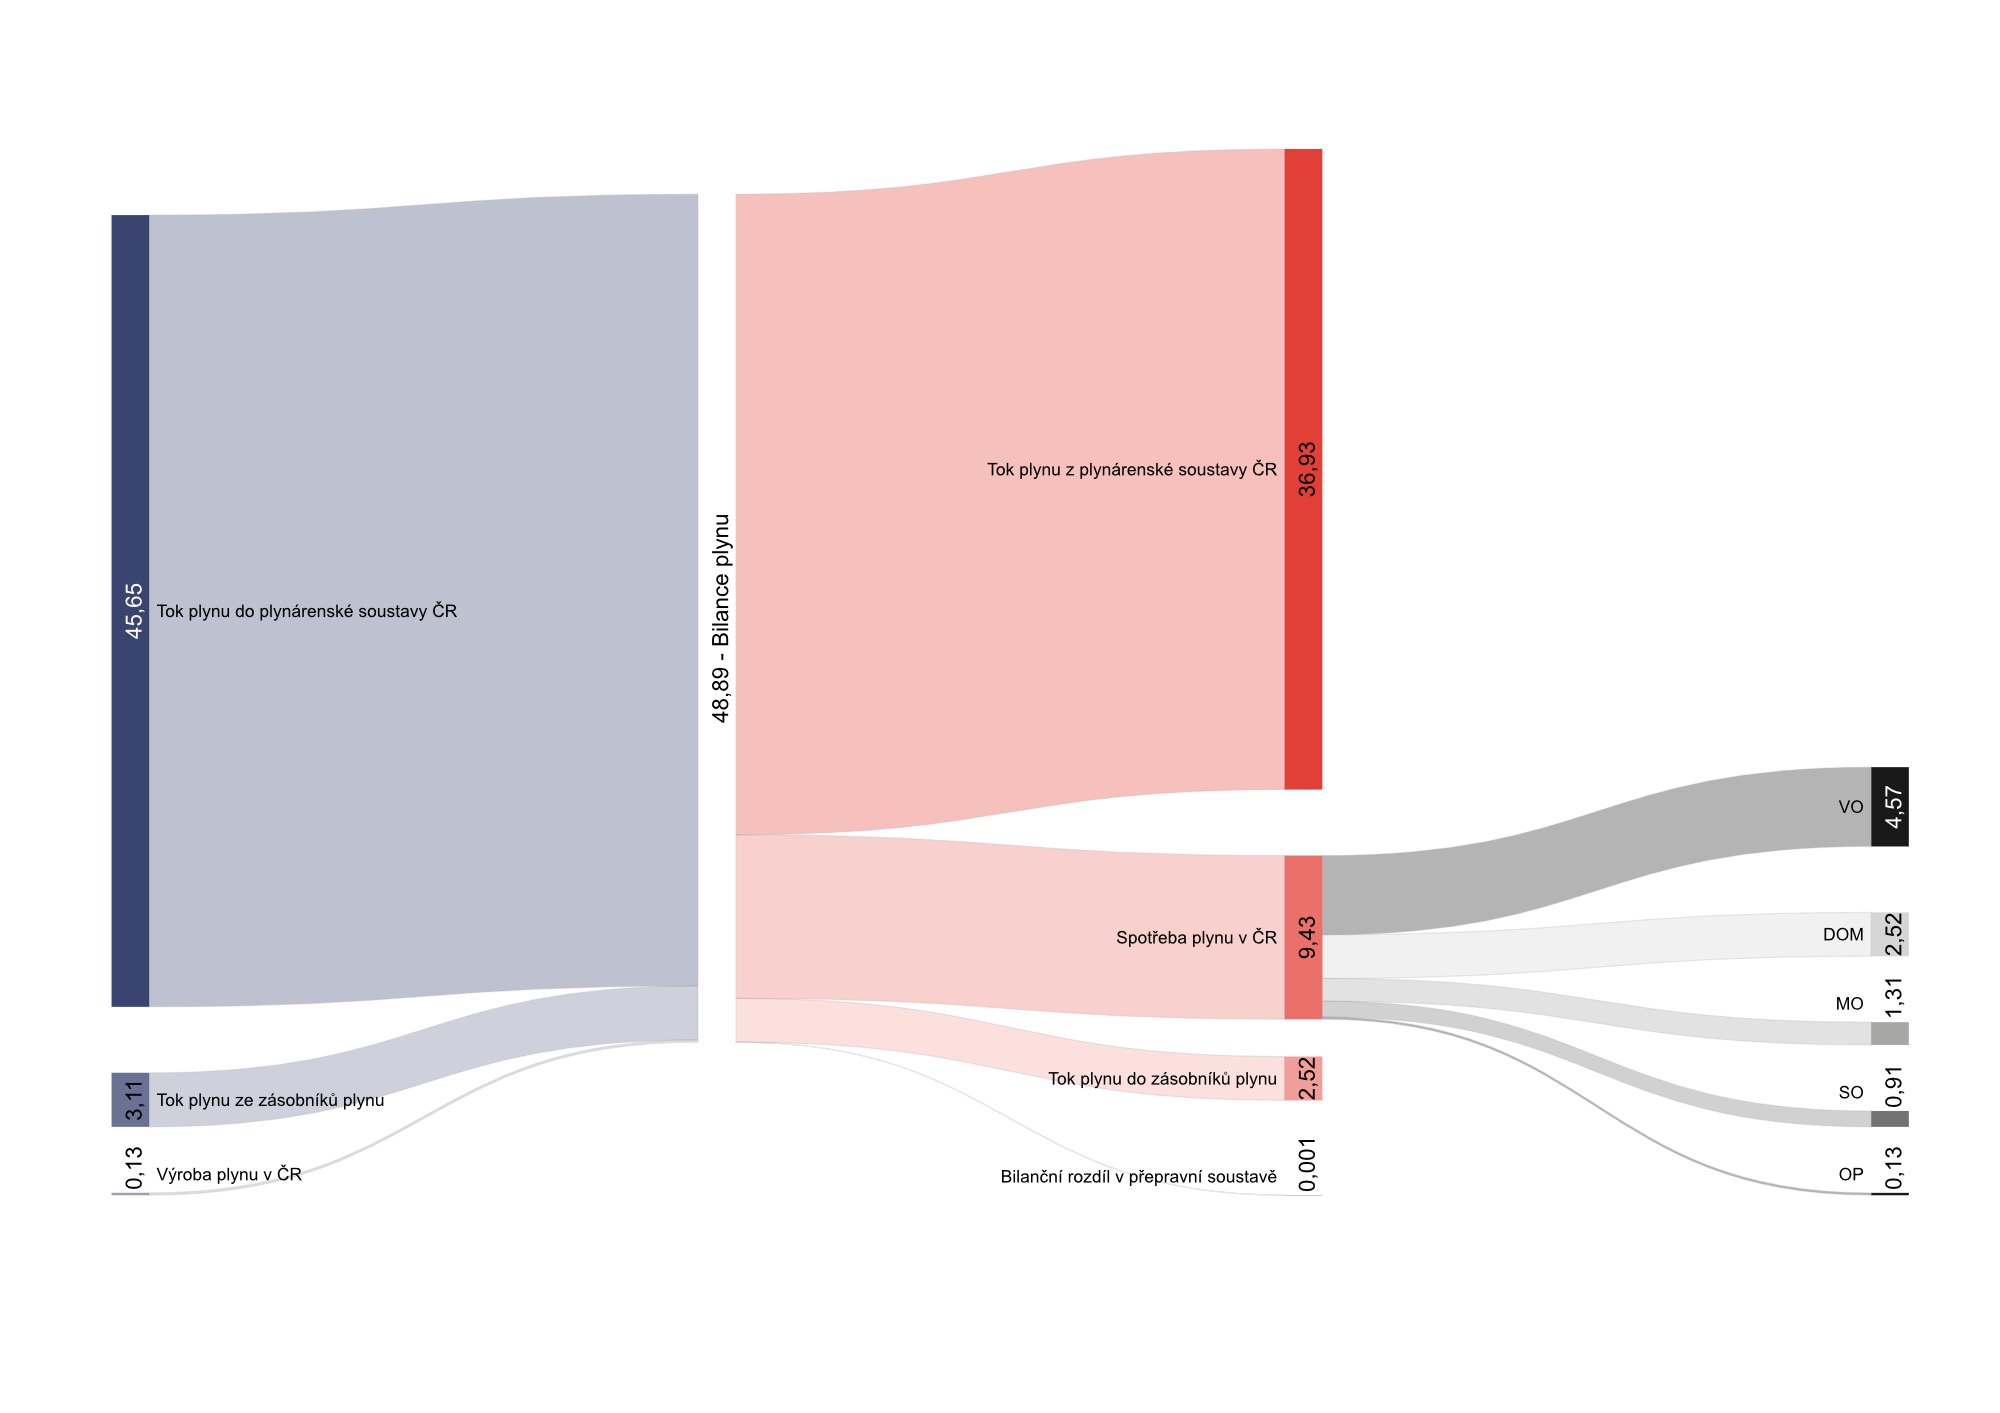 45,65
Tok plynu do plynárenské soustavy ČR
3,11
Tok plynu ze zásobníků plynu
0,13
Výroba plynu v ČR
48,89 - Bilance plynu
Tok plynu z plynárenské soustavy ČR
36,93
Spotřeba plynu v ČR
9,43
Tok plynu do zásobníků plynu
2,52
Bilanční rozdíl v přepravní soustavě
0,001
VO
4,57
DOM
2,52
MO
1,31
SO
0,91
OP
0,13